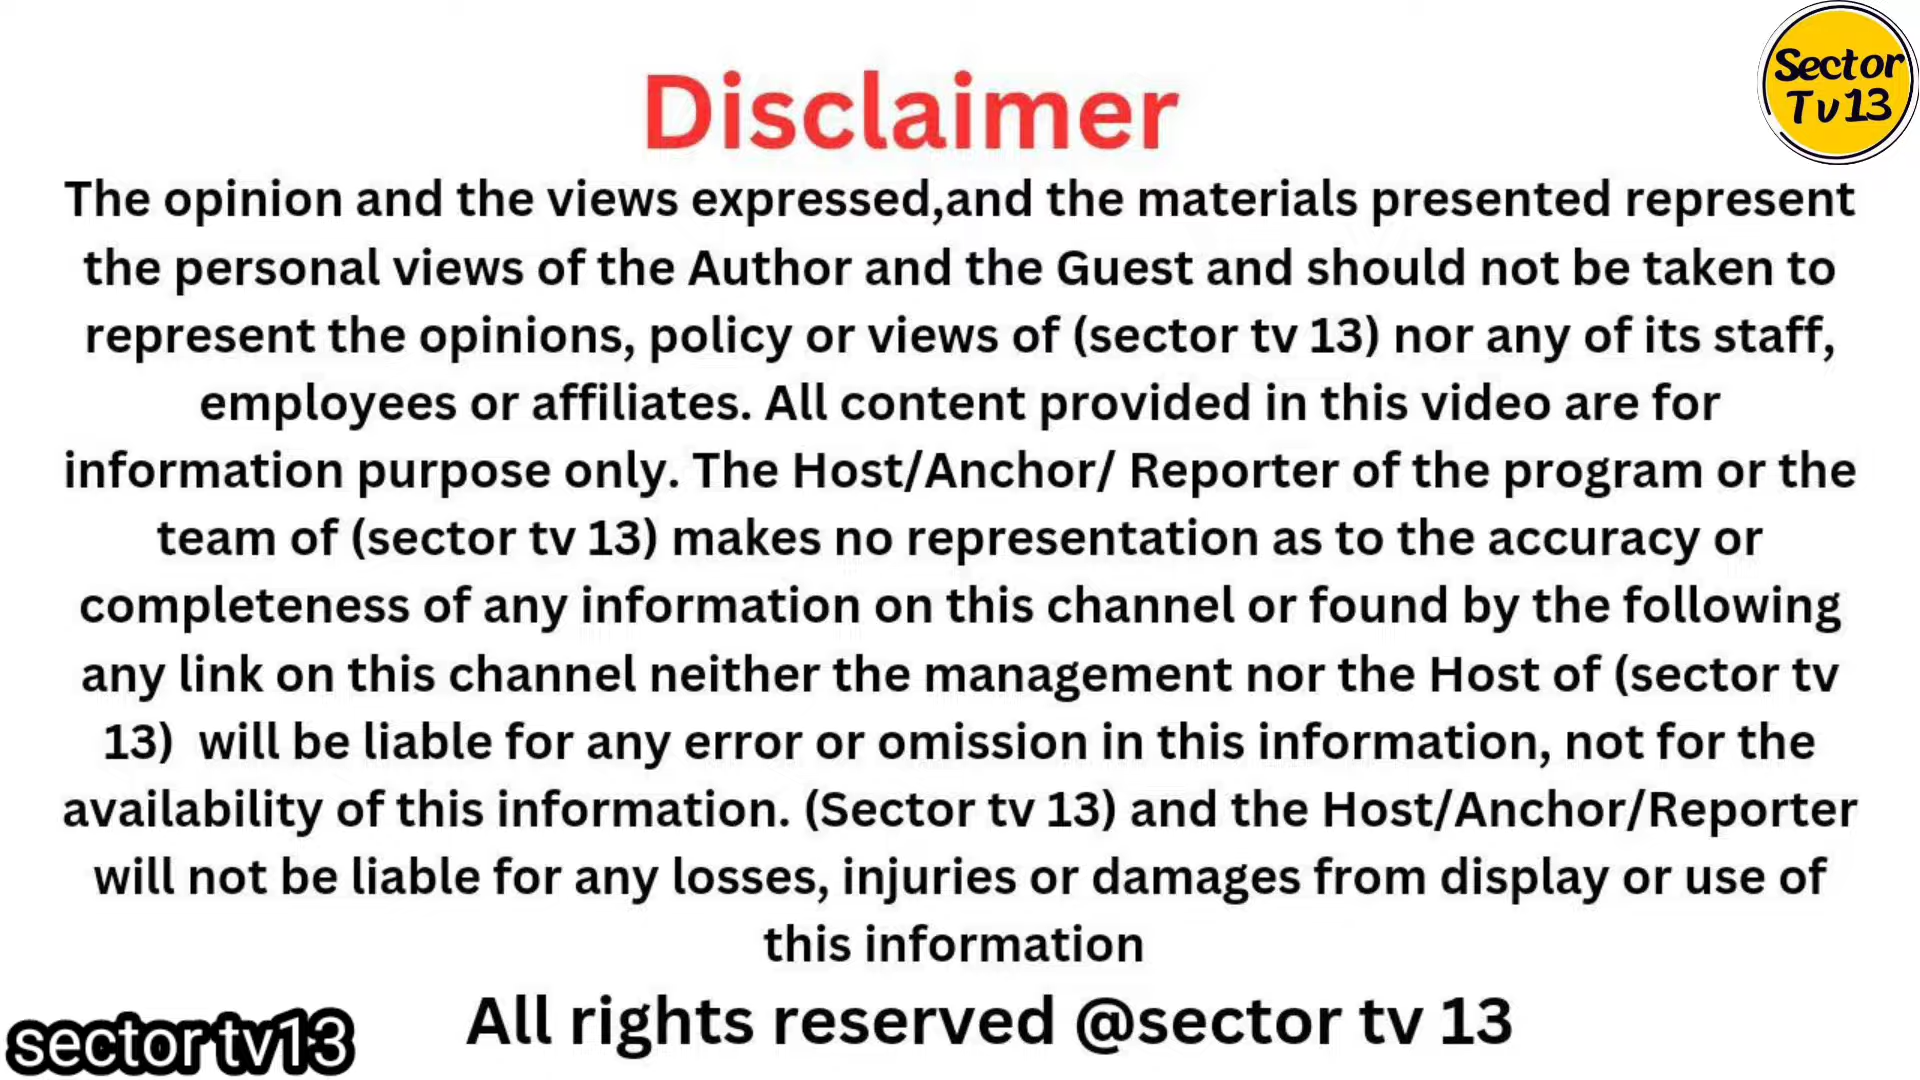 Sector
Tv13
Disclaimer
The opinion and the views expressed,and the materials presented represent
the personal views of the Author and the Guest and should not be taken to
represent the opinions, policy or views of (sector tv 13) nor any of its staff,
employees or affiliates. All content provided in this video are for
information purpose only. The Host/Anchor/ Reporter of the program or the
team of (sector tv 13) makes no representation as to the accuracy or
completeness of any information on this channel or found by the following
any link on this channel neither the management nor the Host of (sector tv
13)  will be liable for any error or omission in this information, not for the
availability of this information. (Sector tv 13) and the Host/Anchor/Reporter
will not be liable for any losses, injuries or damages from display or use of
this information
All rights reserved @sector tv 13
sector tv13